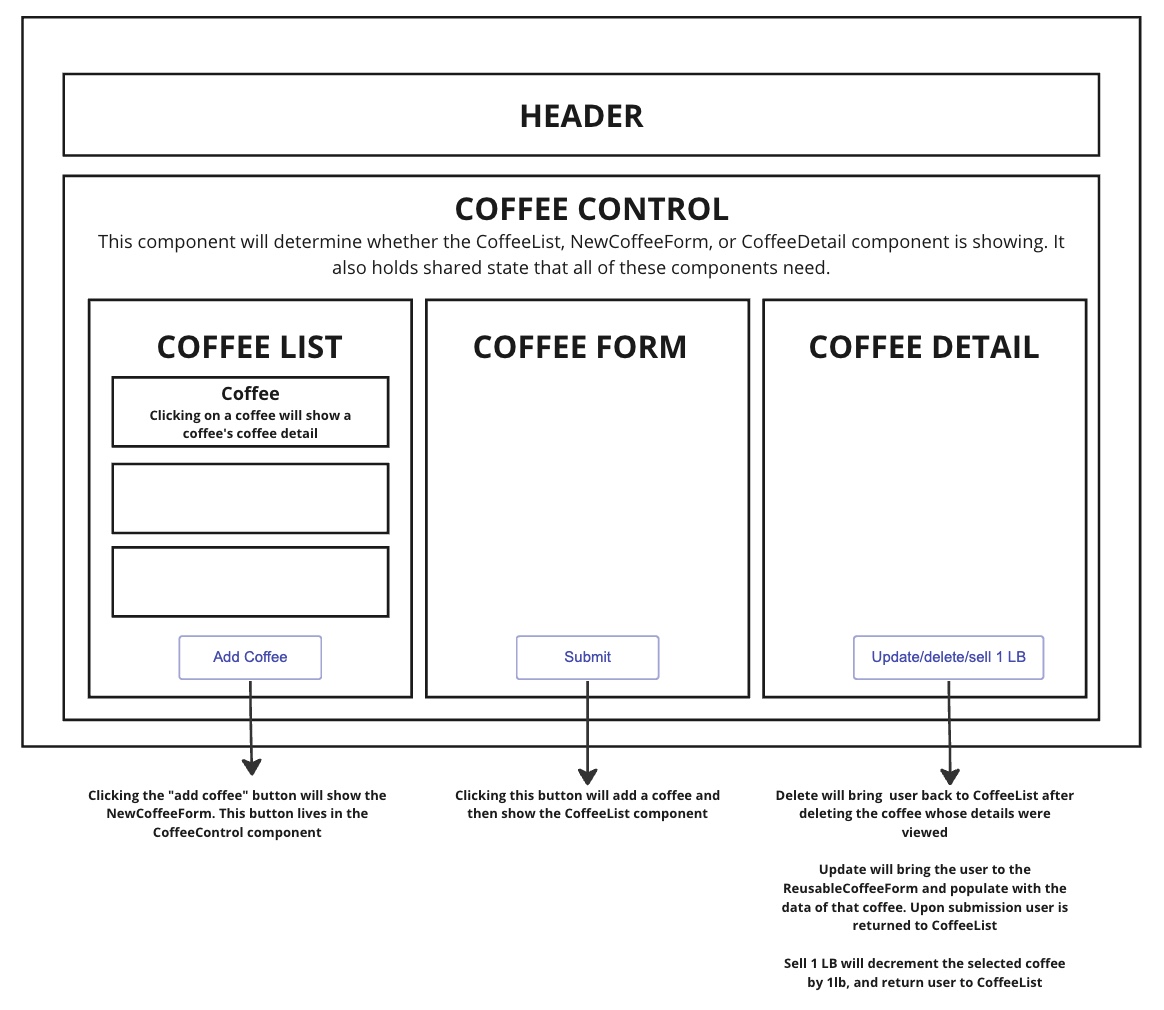 HEADER
COFFEE CONTROL
This component will determine whether the CoffeeList, NewCoffeeForm, or CoffeeDetail component is showing. It
also holds shared state that all of these components need.
COFFEE LIST
Coffee
Clicking on a coffee will show a
coffee's coffee detail
Add Coffee
COFFEE FORM
Submit
COFFEE DETAIL
Update/delete/sell 1 LB
Clicking the "add coffee" button will show the
NewCoffeeForm. This button lives in the
CoffeeControl component
Clicking this button will add a coffee and
then show the CoffeeList component
Delete will bring  user back to CoffeeList after
deleting the coffee whose details were
viewed
Update will bring the user to the
ReusableCoffeeForm and populate with the
data of that coffee. Upon submission user is
returned to CoffeeList
Sell 1 LB will decrement the selected coffee
by 1lb, and return user to CoffeeList